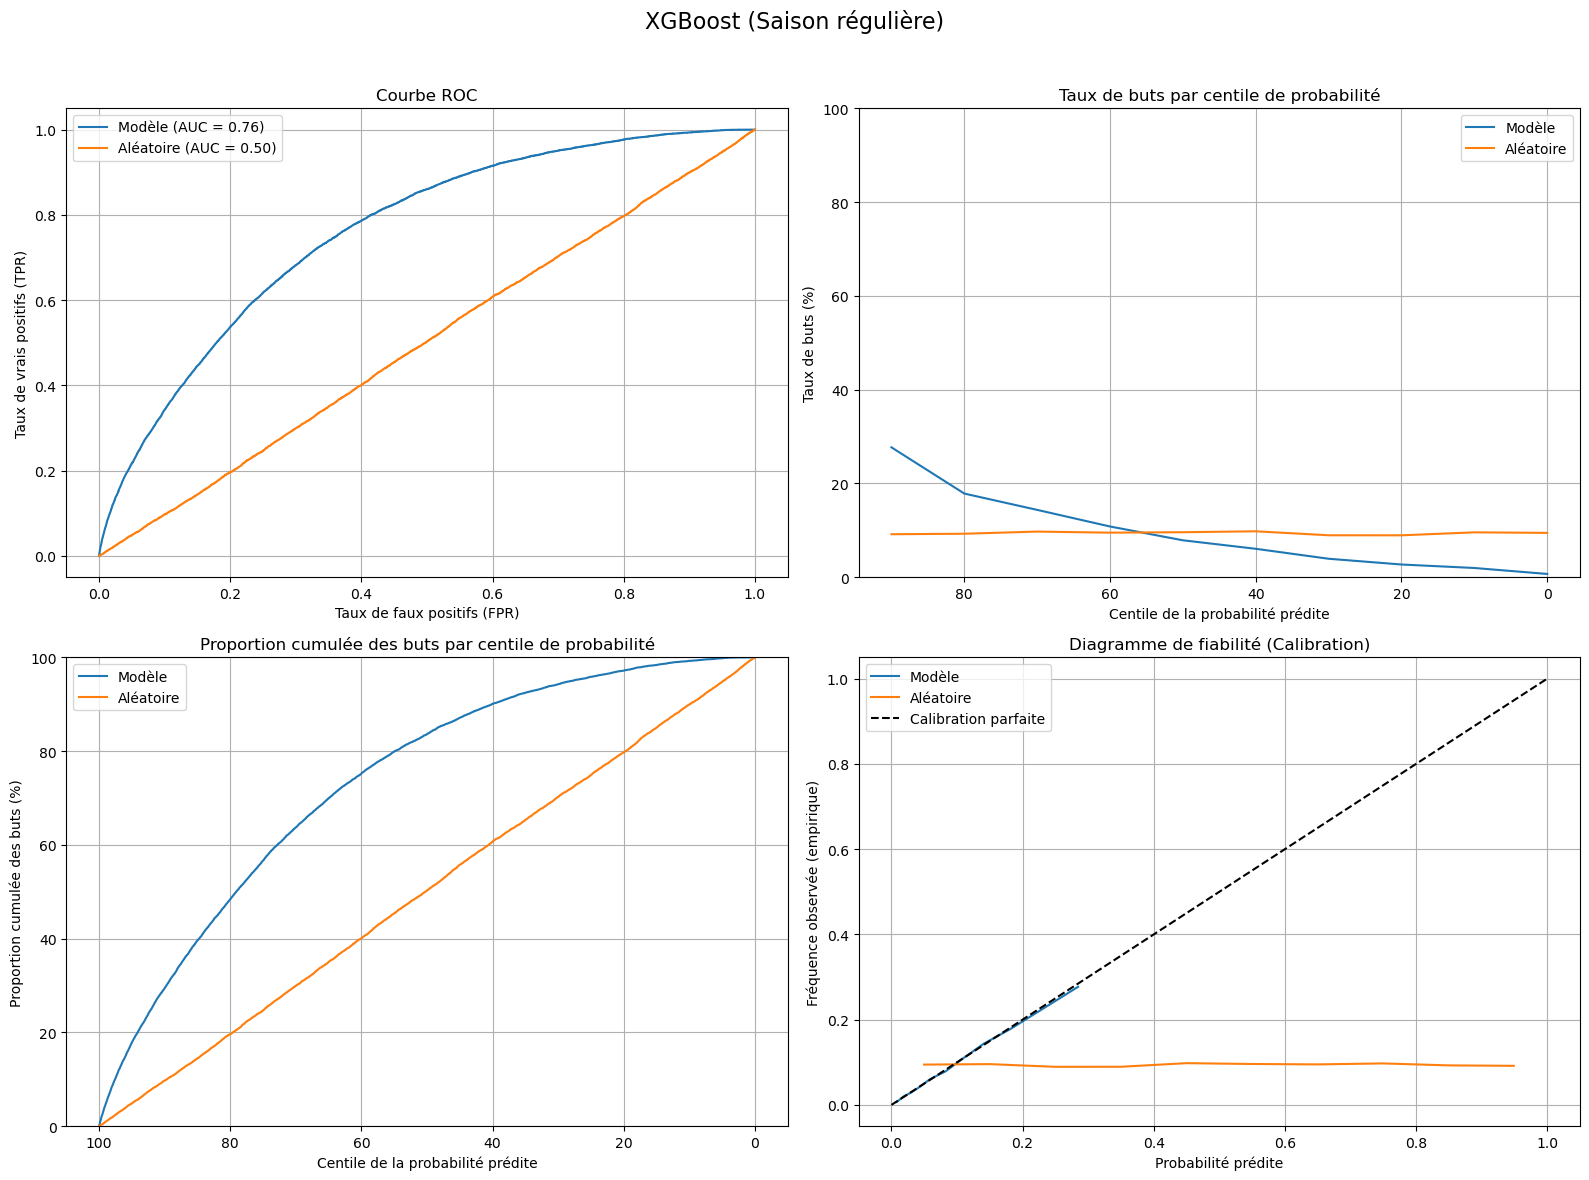 XGBoost (Saison régulière)
Courbe ROC
Modèle (AUC = 0.76)
Aléatoire (AUC = 0.50)
Taux de vrais positifs (TPR)
1.0
0.8
0.6
0.4
0.2
0.0
0.0 0.2 0.4 0.6 0.8 1.0
Taux de faux positifs (FPR)
Taux de buts par centile de probabilité
Modèle
Aléatoire
Taux de buts (%)
100
80
60
40
20
0
80 60 40 20 0
Centile de la probabilité prédite
Proportion cumulée des buts par centile de probabilité
Modèle
Aléatoire
Proportion cumulée des buts (%)
100
80
60
40
20
0
100 80 60 40 20 0
Centile de la probabilité prédite
Diagramme de fiabilité (Calibration)
Modèle
Aléatoire
Calibration parfaite
Fréquence observée (empirique)
1.0
0.8
0.6
0.4
0.2
0.0
0.0 0.2 0.4 0.6 0.8 1.0
Probabilité prédite